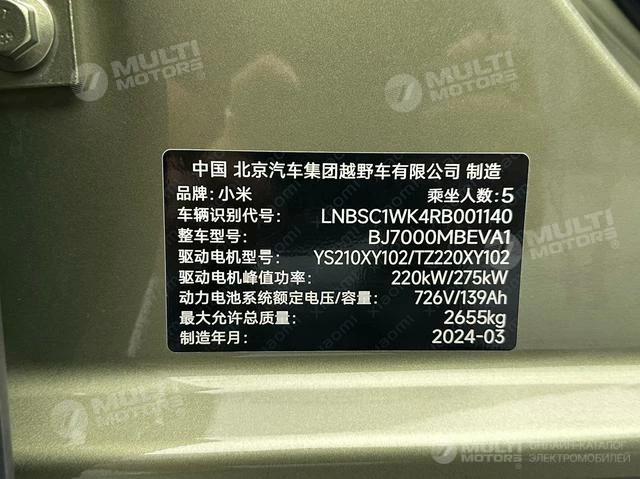 MULTI
MOTORS
MULTI
MOTORS
中国 北京汽车集团越野车有限公司 制造
品牌:小米 乘坐人数:5
车辆识别代号: LNBSC1WK4RB001140
整车型号: BJ7000MBEVA1
驱动电机型号: YS210XY102/TZ220XY102
驱动电机峰值功率: 220kW/275kW
动力电池系统额定电压/容量: 726V/139Ah
最大允许总质量: 2655kg
制造年月: 2024-03
MULTI
MOTORS
MULTI
MOTORS
ОНЛАЙН-КАТАЛОГ
ЭЛЕКТРОМОБИЛЕЙ